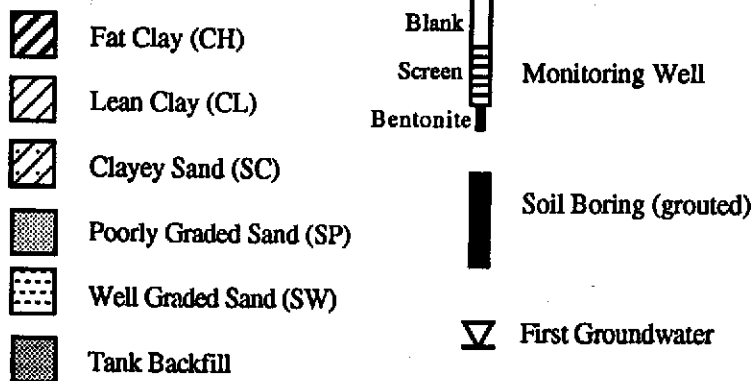 Fat Clay (CH)
Lean Clay (CL)
Clayey Sand (SC)
Poorly Graded Sand (SP)
Well Graded Sand (SW)
Tank Backfill
Blank
Screen
Bentonite
Monitoring Well
Soil Boring (grouted)
First Groundwater